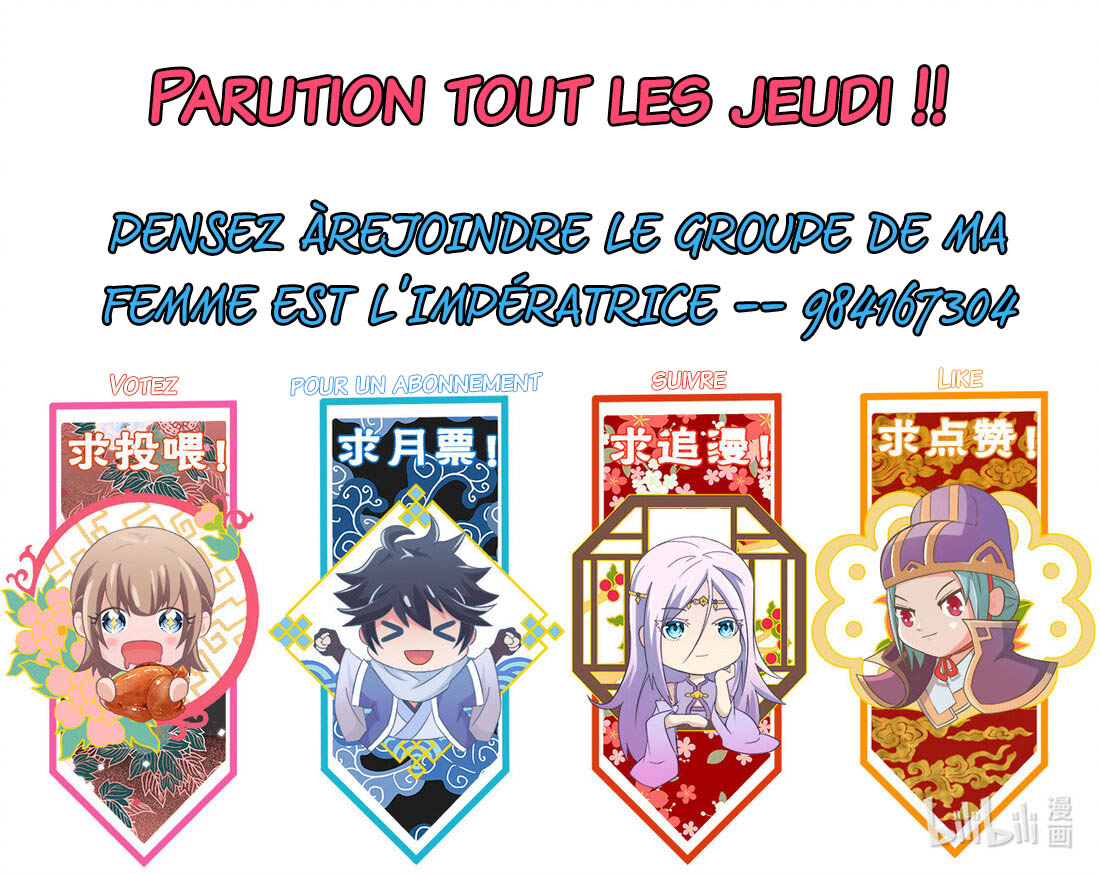 PARUTION TOUT LES JEUDI !!
PENSEZ ÀREJOINDRE LE GROUPE DE MA
FEMME EST L'IMPÉRATRICE -- 984167304
VOTEZ
POUR UN ABONNEMENT
SUIVRE
LIKE
求投喂!
求月票!
求追漫!
求点赞!
bilibili 漫画